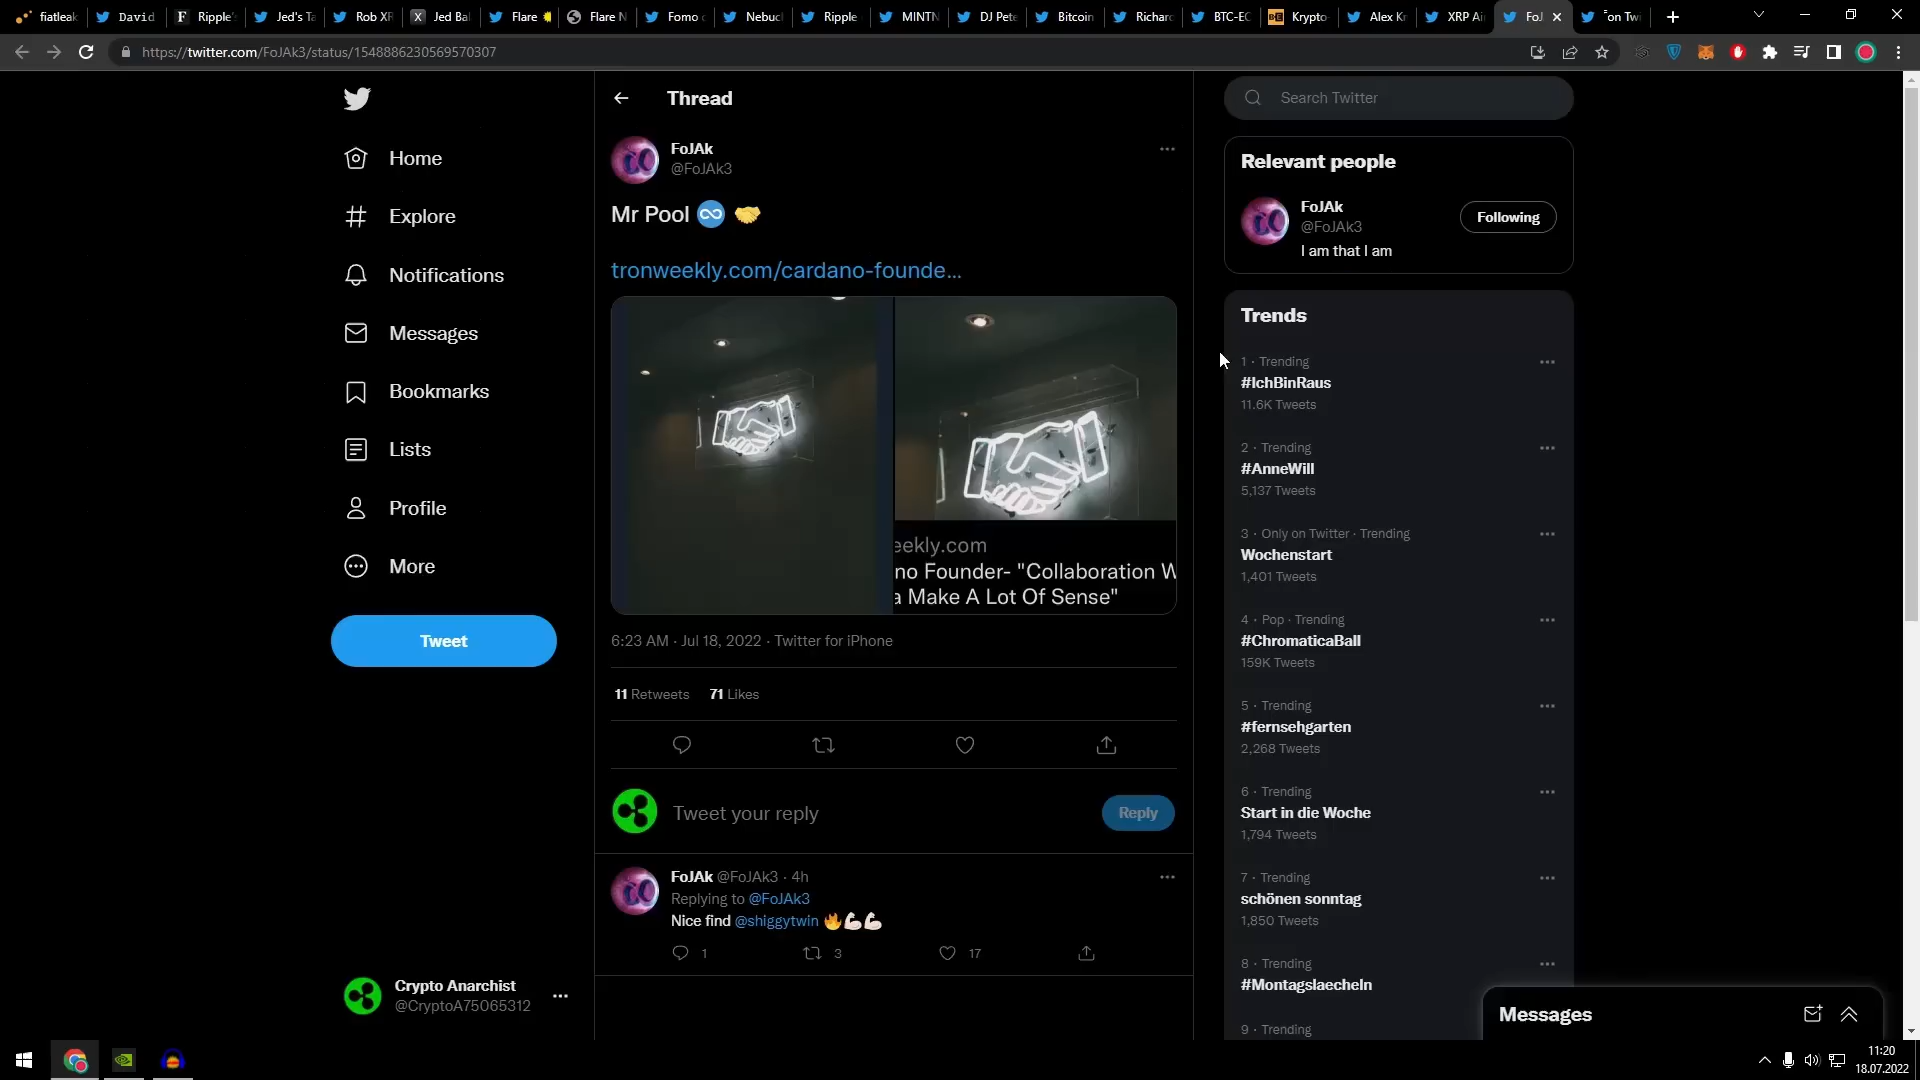 fiatleak
David
Ripple'
Jed's Ta
Rob XR
Jed Bal
Flare
Flare N
Fomo
Nebuc
Ripple
MINTN
DJ Pete
Bitcoin
Richar
BTC-EC
Krypto
Alex Kr
XRP Ai
FoJ
on Twi
https://twitter.com/FoJAk3/status/1548886230569570307
Home
Explore
Notifications
Messages
Bookmarks
Lists
Profile
More
Tweet
Crypto Anarchist
@CryptoA75065312
Thread
FoJAk
@FoJAk3
Mr Pool
tronweekly.com/cardano-founde...
eekly.com
no Founder- "Collaboration W
a Make A Lot Of Sense"
6:23 AM · Jul 18, 2022 · Twitter for iPhone
11 Retweets 71 Likes
Tweet your reply
Reply
FoJAk @FoJAk3 · 4h
Replying to @FoJAk3
Nice find @shiggytwin 🔥💪🏻💪🏻
1 3 17
Search Twitter
Relevant people
FoJAk
@FoJAk3
Following
I am that I am
Trends
1 · Trending
#IchBinRaus
11.6K Tweets
2 · Trending
#AnneWill
5,137 Tweets
3 · Only on Twitter · Trending
Wochenstart
1,401 Tweets
4 · Pop · Trending
#ChromaticaBall
159K Tweets
5 · Trending
#fernsehgarten
2,268 Tweets
6 · Trending
Start in die Woche
1,794 Tweets
7 · Trending
schönen sonntag
1,850 Tweets
8 · Trending
#Montagslaecheln
9 · Trending
Messages
11:20
18.07.2022